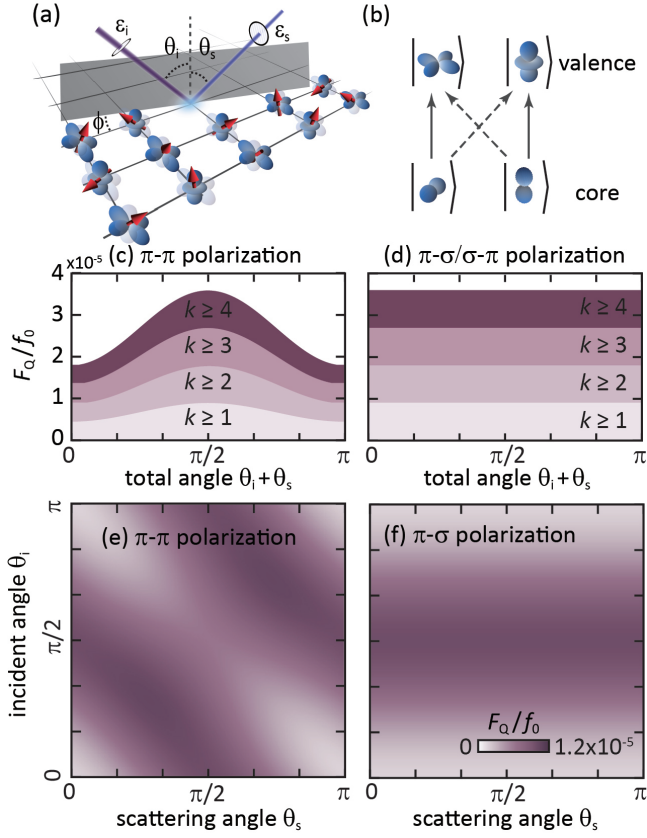 (a)
εi
θi
θs
εs
ϕ
(b)
valence
core
x10-5
(c) π-π polarization
4
3
2
1
0
FQ/f0
k ≥ 4
k ≥ 3
k ≥ 2
k ≥ 1
0
π/2
π
total angle θi+θs
(d) π-σ/σ-π polarization
k ≥ 4
k ≥ 3
k ≥ 2
k ≥ 1
0
π/2
π
total angle θi+θs
(e) π-π polarization
π
π/2
0
incident angle θi
0
π/2
π
scattering angle θs
(f) π-σ polarization
FQ/f0
0
1.2x10-5
0
π/2
π
scattering angle θs